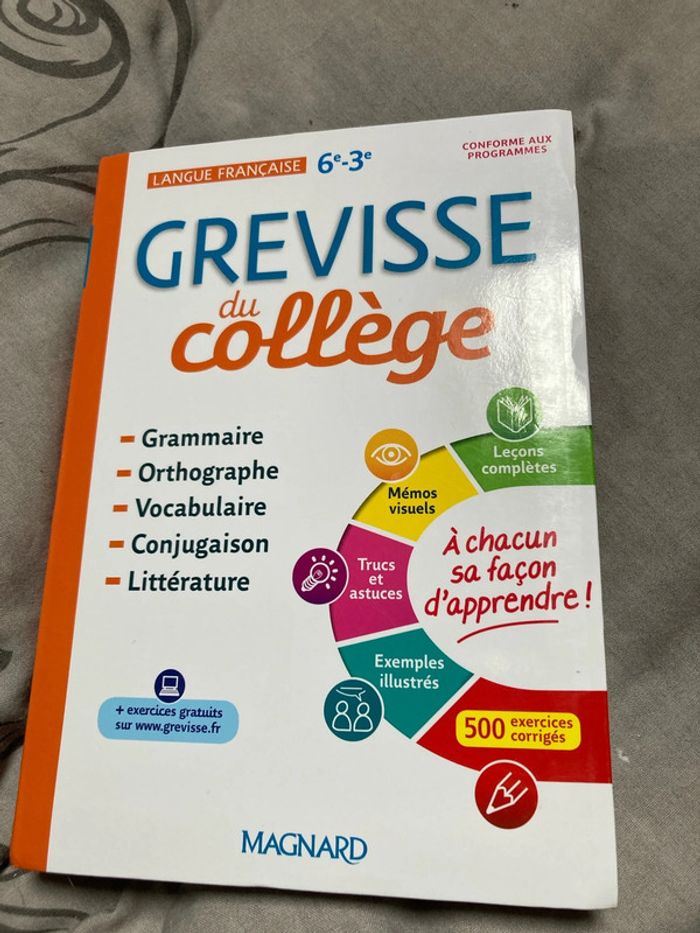 LANGUE FRANÇAISE 6e-3e
CONFORME AUX
PROGRAMMES
GREVISSE
du
collège
- Grammaire
- Orthographe
- Vocabulaire
- Conjugaison
- Littérature
Leçons
complètes
Mémos
visuels
Trucs
et
astuces
Exemples
illustrés
500 exercices
corrigés
À chacun
sa façon
d'apprendre !
+ exercices gratuits
sur www.grevisse.fr
MAGNARD